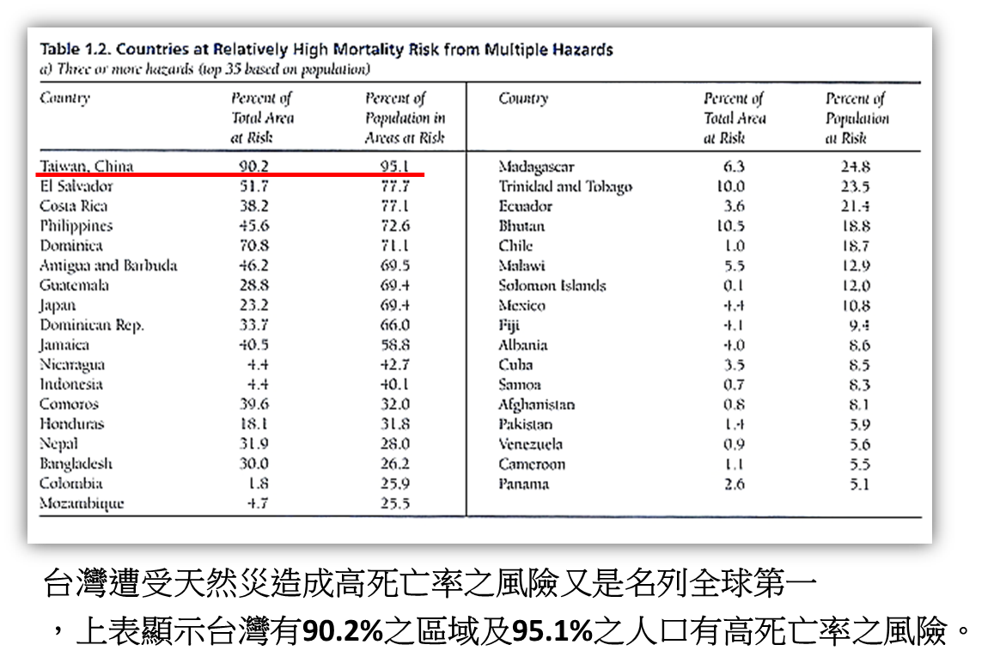 Table 1.2. Countries at Relatively High Mortality Risk from Multiple Hazards
a) Three or more hazards (top 35 based on population)
Country Percent of Total Area at Risk Percent of Population in Areas at Risk Country Percent of Total Area at Risk Percent of Population at Risk
Taiwan, China 90.2 95.1 Madagascar 6.3 24.8
El Salvador 51.7 77.7 Trinidad and Tobago 10.0 23.5
Costa Rica 38.2 77.1 Ecuador 3.6 21.4
Philippines 45.6 72.6 Bhutan 10.5 18.8
Dominica 70.8 71.1 Chile 1.0 18.7
Antigua and Barbuda 46.2 69.5 Malawi 5.5 12.9
Guatemala 28.8 69.4 Solomon Islands 0.1 12.0
Japan 23.2 69.4 Mexico 4.4 10.8
Dominican Rep. 33.7 66.0 Fiji 4.1 9.4
Jamaica 40.5 58.8 Albania 4.0 8.6
Nicaragua 4.4 42.7 Cuba 3.5 8.5
Indonesia 4.4 40.1 Samoa 0.7 8.3
Comoros 39.6 32.0 Afghanistan 0.8 8.1
Honduras 18.1 31.8 Pakistan 1.4 5.9
Nepal 31.9 28.0 Venezuela 0.9 5.6
Bangladesh 30.0 26.2 Cameroon 1.1 5.5
Colombia 1.8 25.9 Panama 2.6 5.1
Mozambique 4.7 25.5
台灣遭受天然災造成高死亡率之風險又是名列全球第一
，上表顯示台灣有90.2%之區域及95.1%之人口有高死亡率之風險。